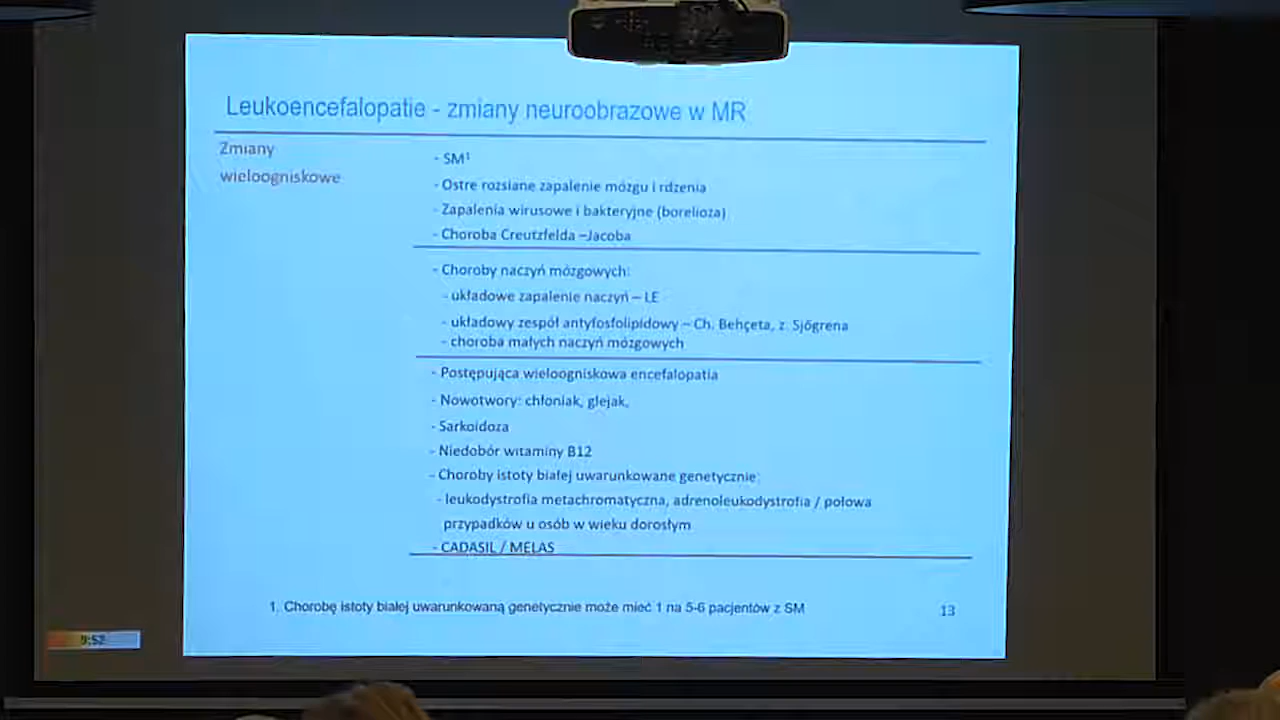 Leukoencefalopatie - zmiany neuroobrazowe w MR
Zmiany
wieloogniskowe
- SM¹
- Ostre rozsiane zapalenie mózgu i rdzenia
- Zapalenia wirusowe i bakteryjne (borelioza)
- Choroba Creutzfelda –Jacoba
- Choroby naczyń mózgowych:
- układowe zapalenie naczyń – LE
- układowy zespół antyfosfolipidowy – Ch. Behçeta, z. Sjögrena
- choroba małych naczyń mózgowych
- Postępująca wieloogniskowa encefalopatia
- Nowotwory: chłoniak, glejak,
- Sarkoidoza
- Niedobór witaminy B12
- Choroby istoty białej uwarunkowane genetycznie:
- leukodystrofia metachromatyczna, adrenoleukodystrofia / połowa
przypadków u osób w wieku dorosłym
- CADASIL / MELAS
1. Chorobę istoty białej uwarunkowaną genetycznie może mieć 1 na 5-6 pacjentów z SM
13
9:52